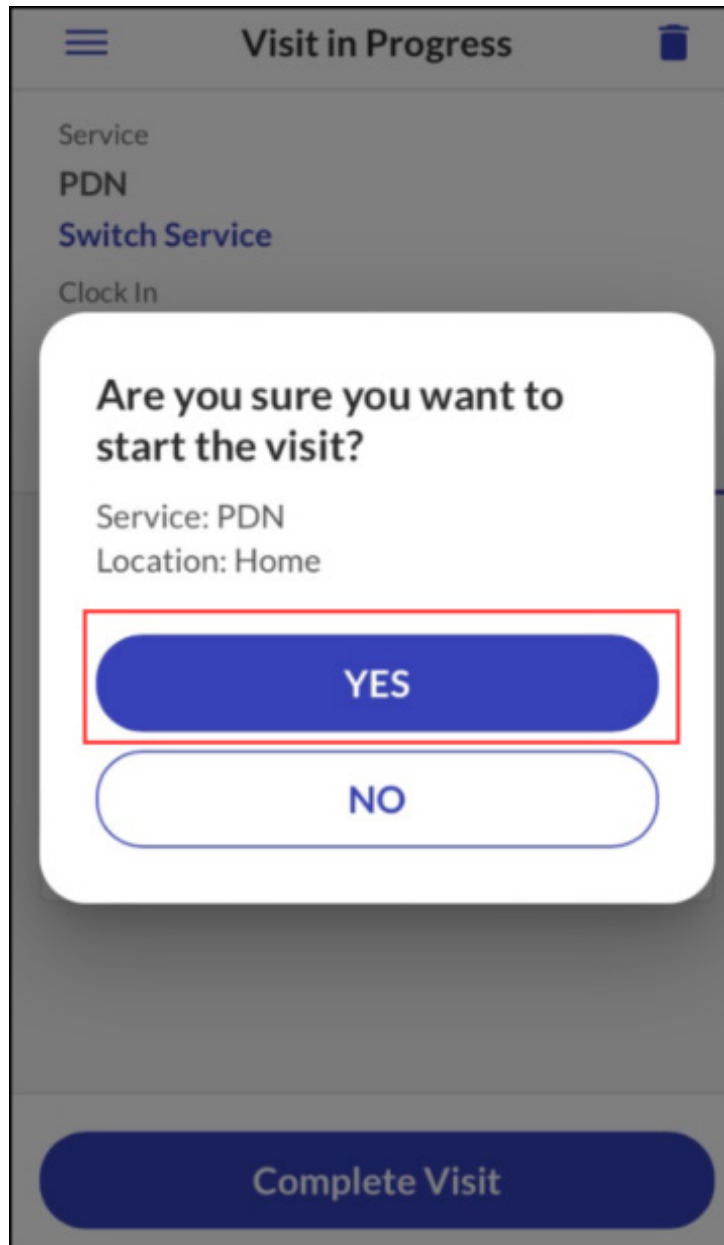 Visit in Progress
Service
PDN
Switch Service
Clock In
Are you sure you want to
start the visit?
Service: PDN
Location: Home
YES
NO
Complete Visit